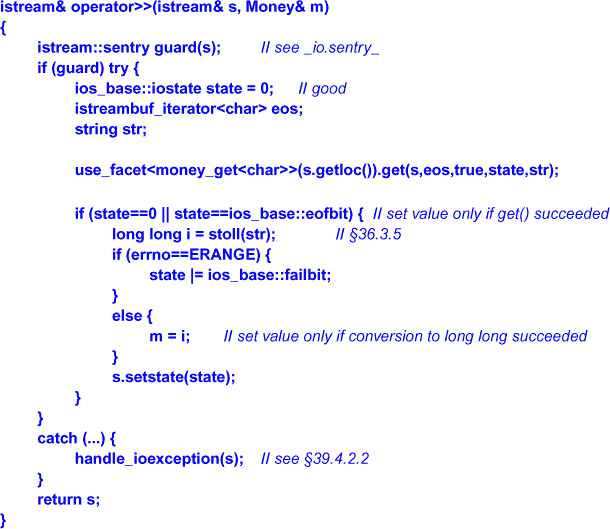 istream& operator>>(istream& s, Money& m)
{
istream::sentry guard(s); // see _io.sentry_
if (guard) try {
ios_base::iostate state = 0; // good
istreambuf_iterator<char> eos;
string str;
use_facet<money_get<char>>(s.getloc()).get(s,eos,true,state,str);
if (state==0 || state==ios_base::eofbit) { // set value only if get() succeeded
long long i = stoll(str); // §36.3.5
if (errno==ERANGE) {
state |= ios_base::failbit;
}
else {
m = i; // set value only if conversion to long long succeeded
}
s.setstate(state);
}
}
catch (...) {
handle_ioexception(s); // see §39.4.2.2
}
return s;
}